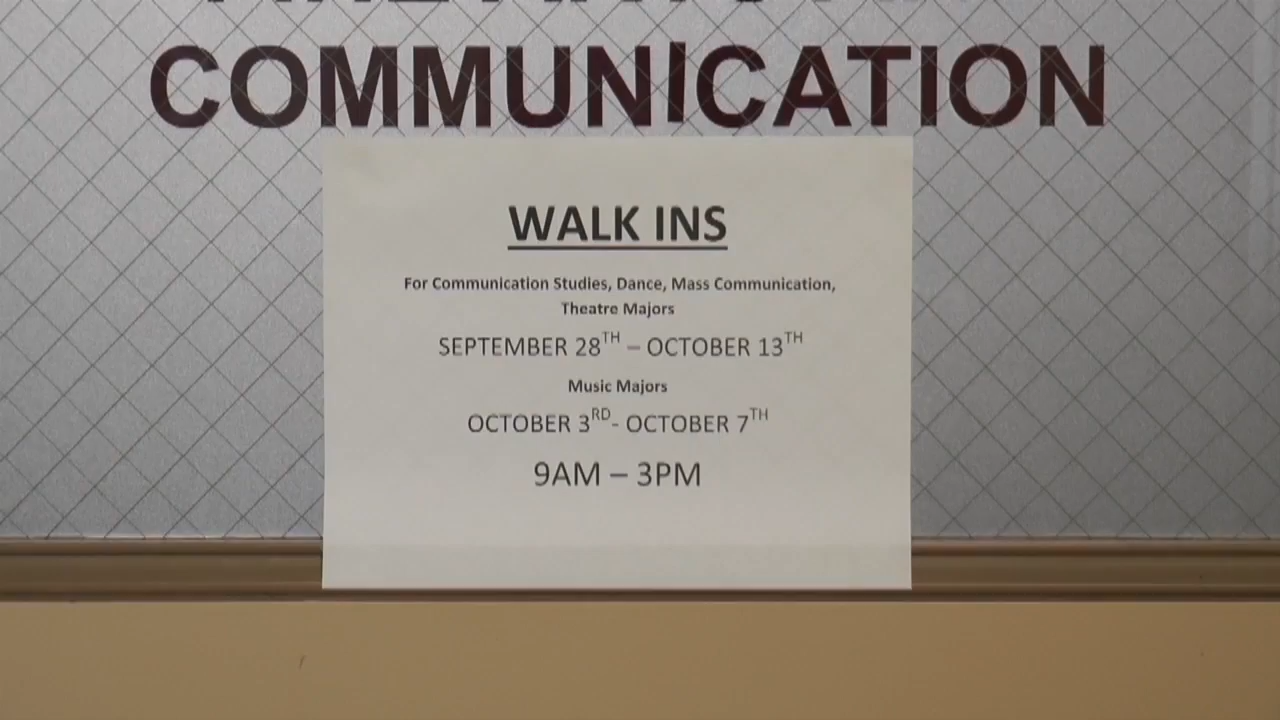 COMMUNICATION
WALK INS
For Communication Studies, Dance, Mass Communication,
Theatre Majors
SEPTEMBER 28TH – OCTOBER 13TH
Music Majors
OCTOBER 3RD- OCTOBER 7TH
9AM – 3PM